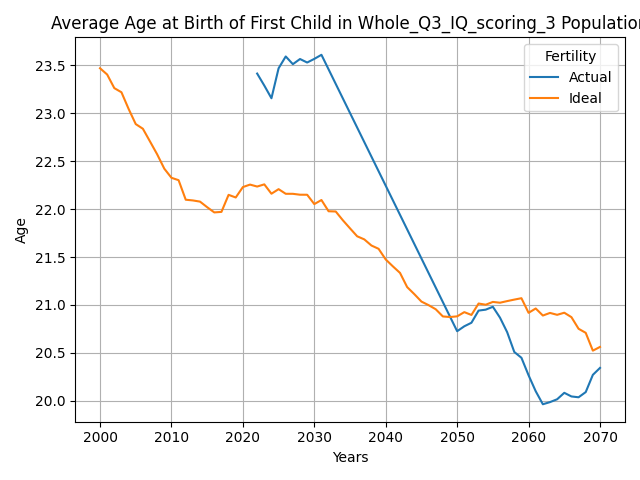 Average Age at Birth of First Child in Whole_Q3_IQ_scoring_3 Population
Fertility
Actual
Ideal
23.5
23.0
22.5
22.0
21.5
21.0
20.5
20.0
Age
2000 2010 2020 2030 2040 2050 2060 2070
Years